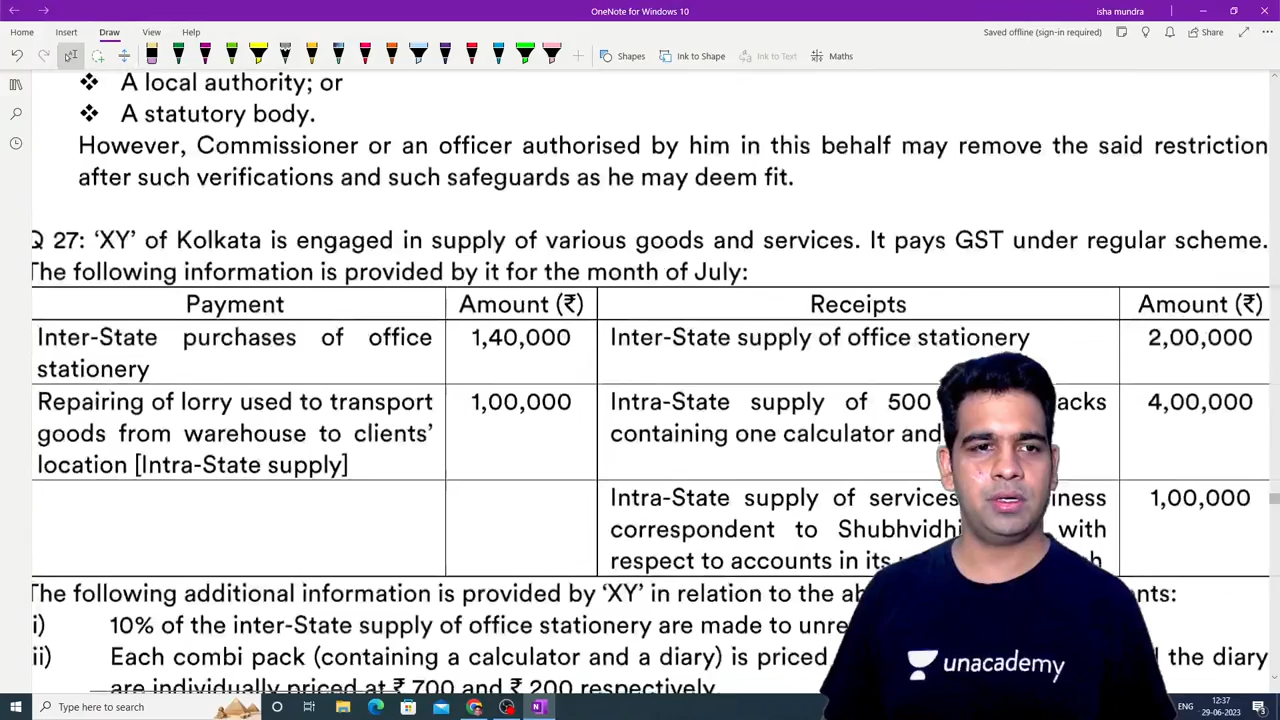 OneNote for Windows 10
isha mundra
Home Insert Draw View Help
Saved offline (sign-in required)
Share
Shapes
Ink to Shape
Ink to Text
Maths
❖ A local authority; or
❖ A statutory body.
However, Commissioner or an officer authorised by him in this behalf may remove the said restriction
after such verifications and such safeguards as he may deem fit.
Q 27: ‘XY’ of Kolkata is engaged in supply of various goods and services. It pays GST under regular scheme.
The following information is provided by it for the month of July:
Payment Amount (₹) Receipts Amount (₹)
Inter-State purchases of office
stationery
1,40,000
Inter-State supply of office stationery
2,00,000
Repairing of lorry used to transport
goods from warehouse to clients’
location [Intra-State supply]
1,00,000
Intra-State supply of 500 acks
containing one calculator and
4,00,000
Intra-State supply of services iness
correspondent to Shubhvidhi with
respect to accounts in its h
1,00,000
The following additional information is provided by ‘XY’ in relation to the ab nts:
i) 10% of the inter-State supply of office stationery are made to unre
ii) Each combi pack (containing a calculator and a diary) is priced the diary
are individually priced at ₹ 700 and ₹ 200 respectively.
unacademy
Type here to search
ENG
12:37
29-06-2023